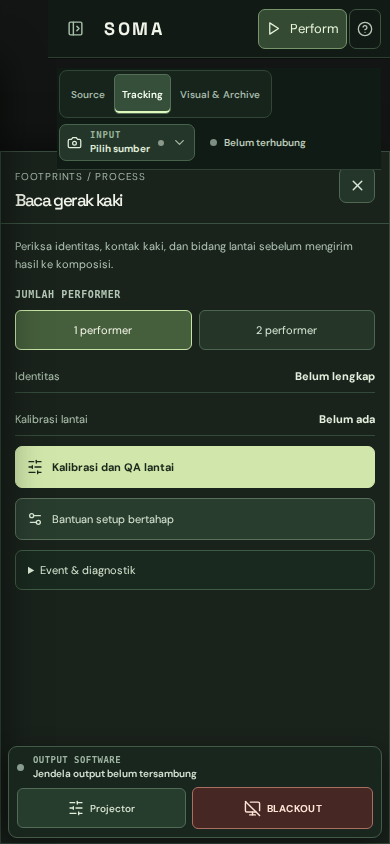 SOMA
Perform
Source
Tracking
Visual & Archive
INPUT
Pilih sumber
Belum terhubung
FOOTPRINTS / PROCESS
Baca gerak kaki
Periksa identitas, kontak kaki, dan bidang lantai sebelum mengirim
hasil ke komposisi.
JUMLAH PERFORMER
1 performer
2 performer
Identitas
Belum lengkap
Kalibrasi lantai
Belum ada
Kalibrasi dan QA lantai
Bantuan setup bertahap
Event & diagnostik
OUTPUT SOFTWARE
Jendela output belum tersambung
Projector
BLACKOUT